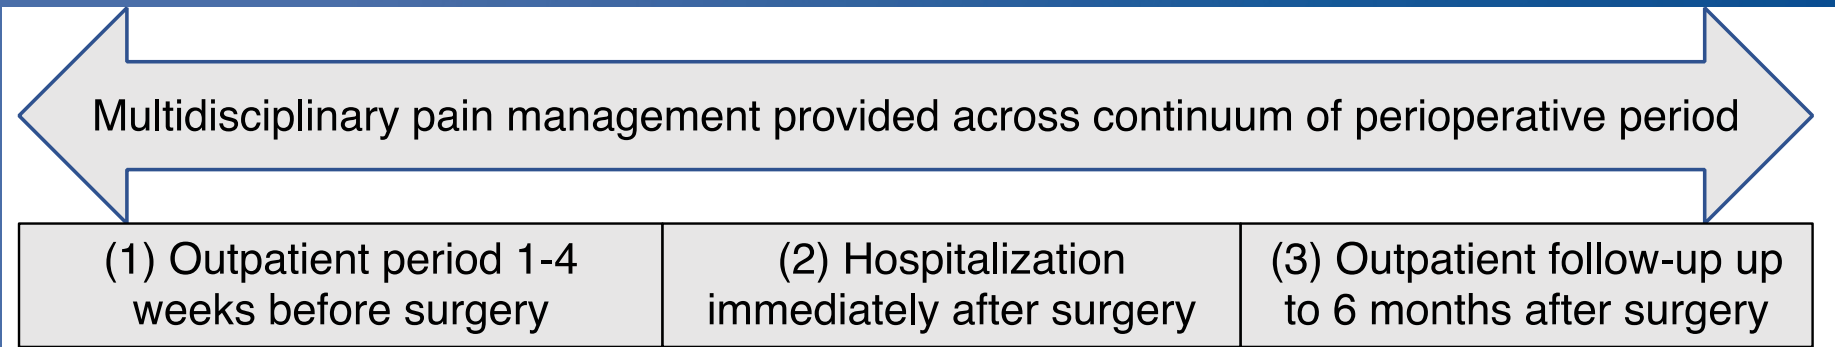 Multidisciplinary pain management provided across continuum of perioperative period
(1) Outpatient period 1-4
weeks before surgery
(2) Hospitalization
immediately after surgery
(3) Outpatient follow-up up
to 6 months after surgery